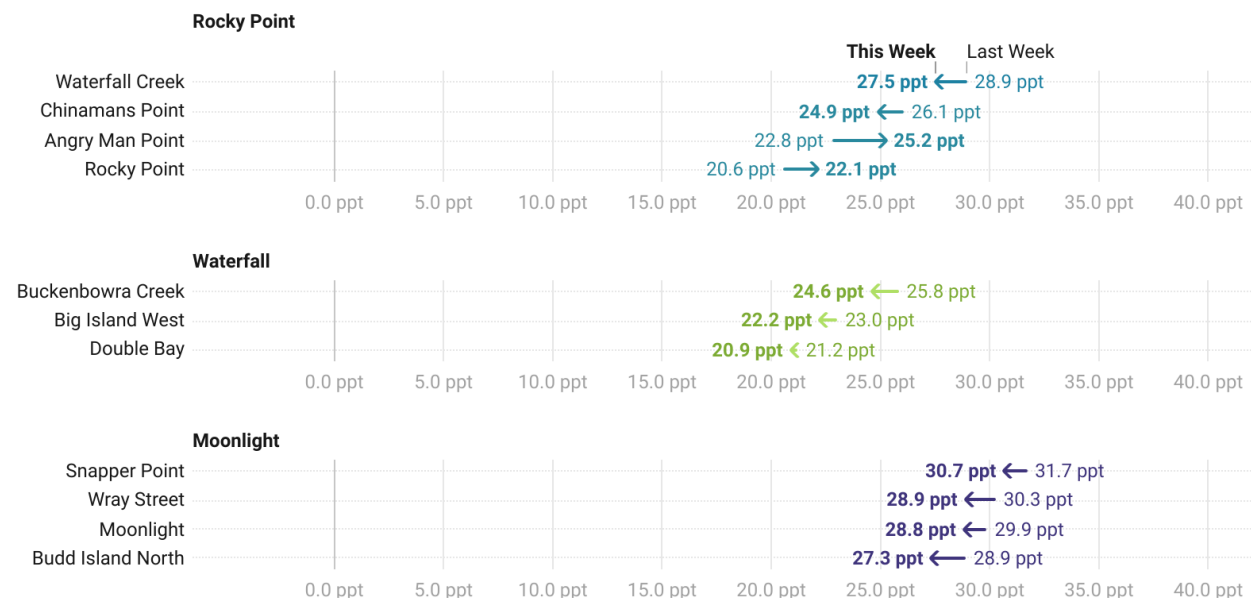 Rocky Point
This Week Last Week
Waterfall Creek 27.5 ppt 28.9 ppt
Chinamans Point 24.9 ppt 26.1 ppt
Angry Man Point 22.8 ppt 25.2 ppt
Rocky Point 20.6 ppt 22.1 ppt
0.0 ppt 5.0 ppt 10.0 ppt 15.0 ppt 20.0 ppt 25.0 ppt 30.0 ppt 35.0 ppt 40.0 ppt
Waterfall
Buckenbowra Creek 24.6 ppt 25.8 ppt
Big Island West 22.2 ppt 23.0 ppt
Double Bay 20.9 ppt 21.2 ppt
0.0 ppt 5.0 ppt 10.0 ppt 15.0 ppt 20.0 ppt 25.0 ppt 30.0 ppt 35.0 ppt 40.0 ppt
Moonlight
Snapper Point 30.7 ppt 31.7 ppt
Wray Street 28.9 ppt 30.3 ppt
Moonlight 28.8 ppt 29.9 ppt
Budd Island North 27.3 ppt 28.9 ppt
0.0 ppt 5.0 ppt 10.0 ppt 15.0 ppt 20.0 ppt 25.0 ppt 30.0 ppt 35.0 ppt 40.0 ppt